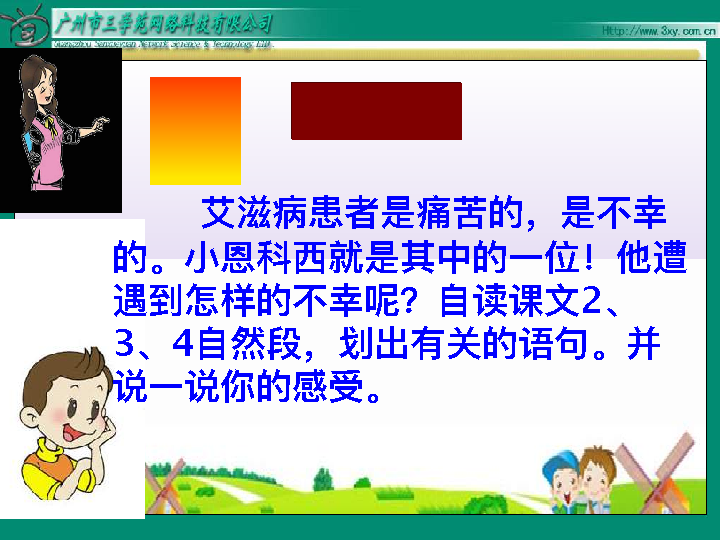 广州市三学苑网络科技有限公司
Guangzhou Sanxueyuan Network Science & Technology Ltd.
Http://www.3xy.com.cn
艾滋病患者是痛苦的，是不幸
的。小恩科西就是其中的一位！他遭
遇到怎样的不幸呢？自读课文2、
3、4自然段，划出有关的语句。并
说一说你的感受。